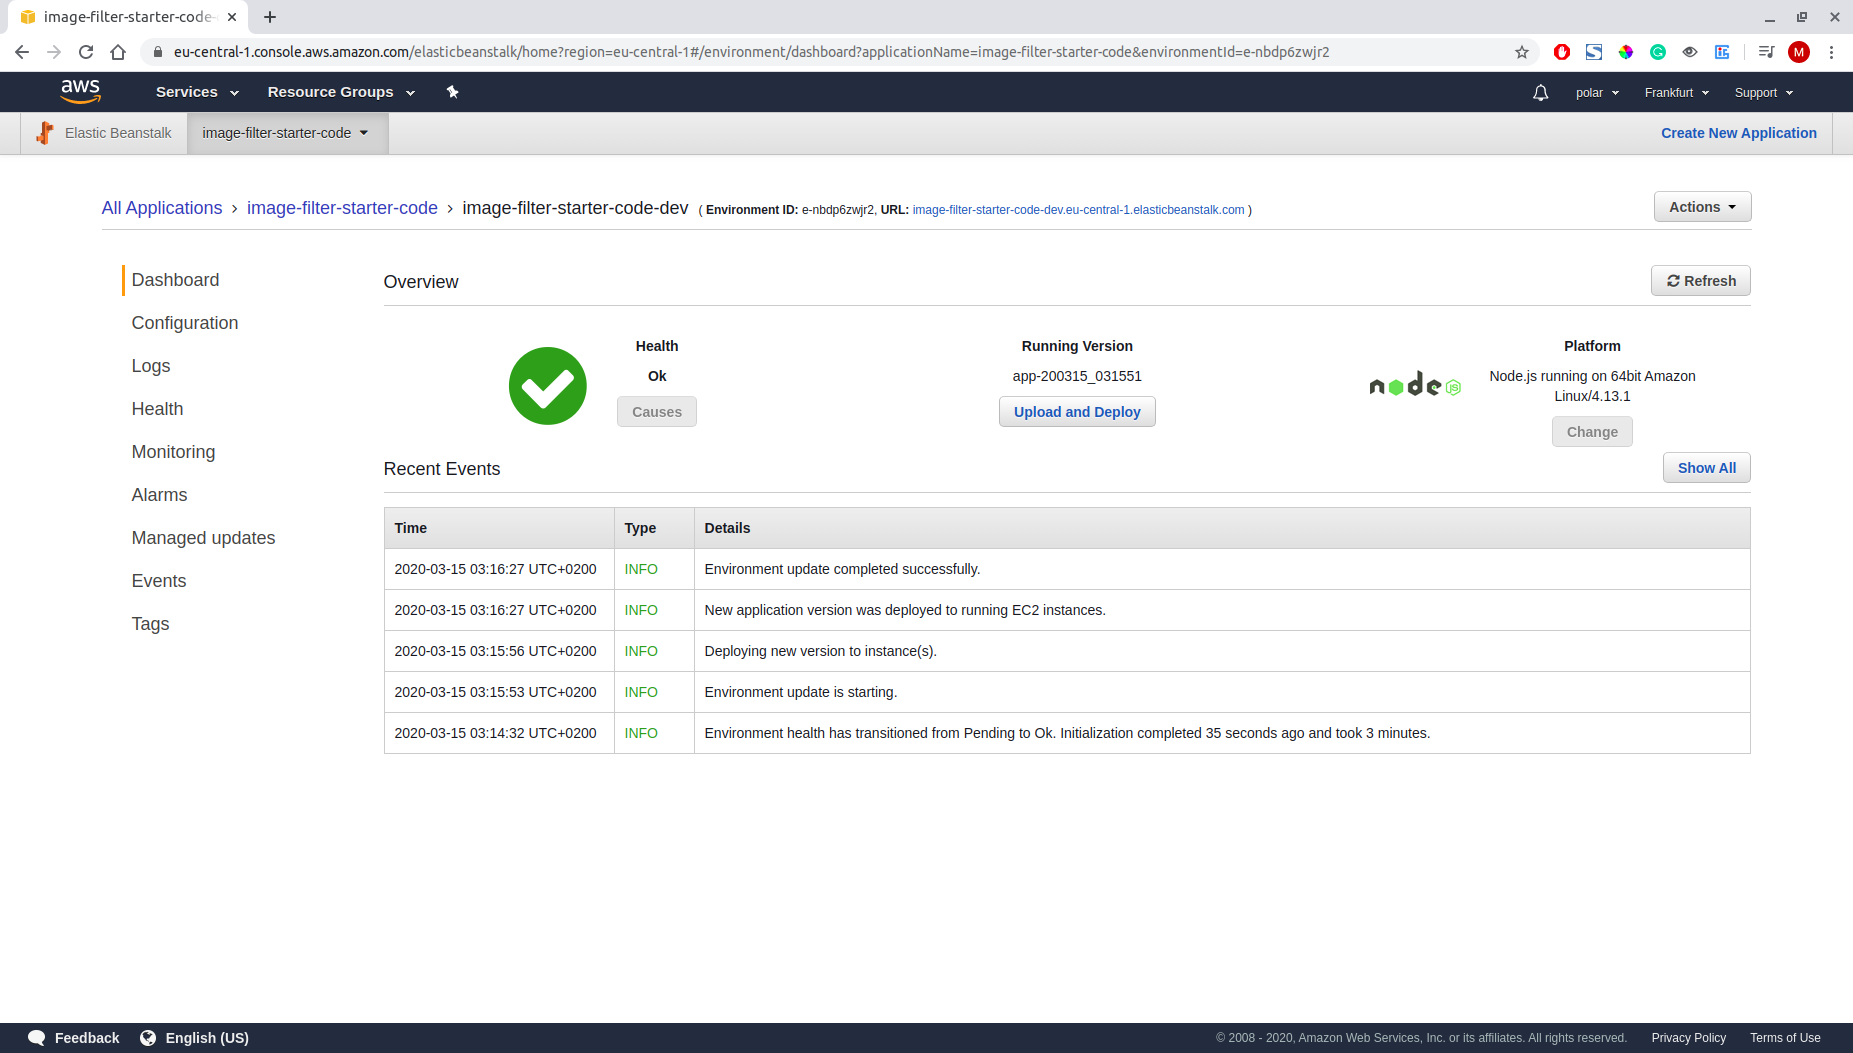 image-filter-starter-code-
eu-central-1.console.aws.amazon.com/elasticbeanstalk/home?region=eu-central-1#/environment/dashboard?applicationName=image-filter-starter-code&environmentId=e-nbdp6zwjr2
M
aws Services Resource Groups polar Frankfurt Support
Elastic Beanstalk image-filter-starter-code Create New Application
All Applications › image-filter-starter-code › image-filter-starter-code-dev ( Environment ID: e-nbdp6zwjr2, URL: image-filter-starter-code-dev.eu-central-1.elasticbeanstalk.com ) Actions
Dashboard
Configuration
Logs
Health
Monitoring
Alarms
Managed updates
Events
Tags
Overview Refresh
Health
Ok
Causes
Running Version
app-200315_031551
Upload and Deploy
node JS
Platform
Node.js running on 64bit Amazon
Linux/4.13.1
Change
Recent Events Show All
Time Type Details
2020-03-15 03:16:27 UTC+0200 INFO Environment update completed successfully.
2020-03-15 03:16:27 UTC+0200 INFO New application version was deployed to running EC2 instances.
2020-03-15 03:15:56 UTC+0200 INFO Deploying new version to instance(s).
2020-03-15 03:15:53 UTC+0200 INFO Environment update is starting.
2020-03-15 03:14:32 UTC+0200 INFO Environment health has transitioned from Pending to Ok. Initialization completed 35 seconds ago and took 3 minutes.
Feedback English (US) © 2008 - 2020, Amazon Web Services, Inc. or its affiliates. All rights reserved. Privacy Policy Terms of Use